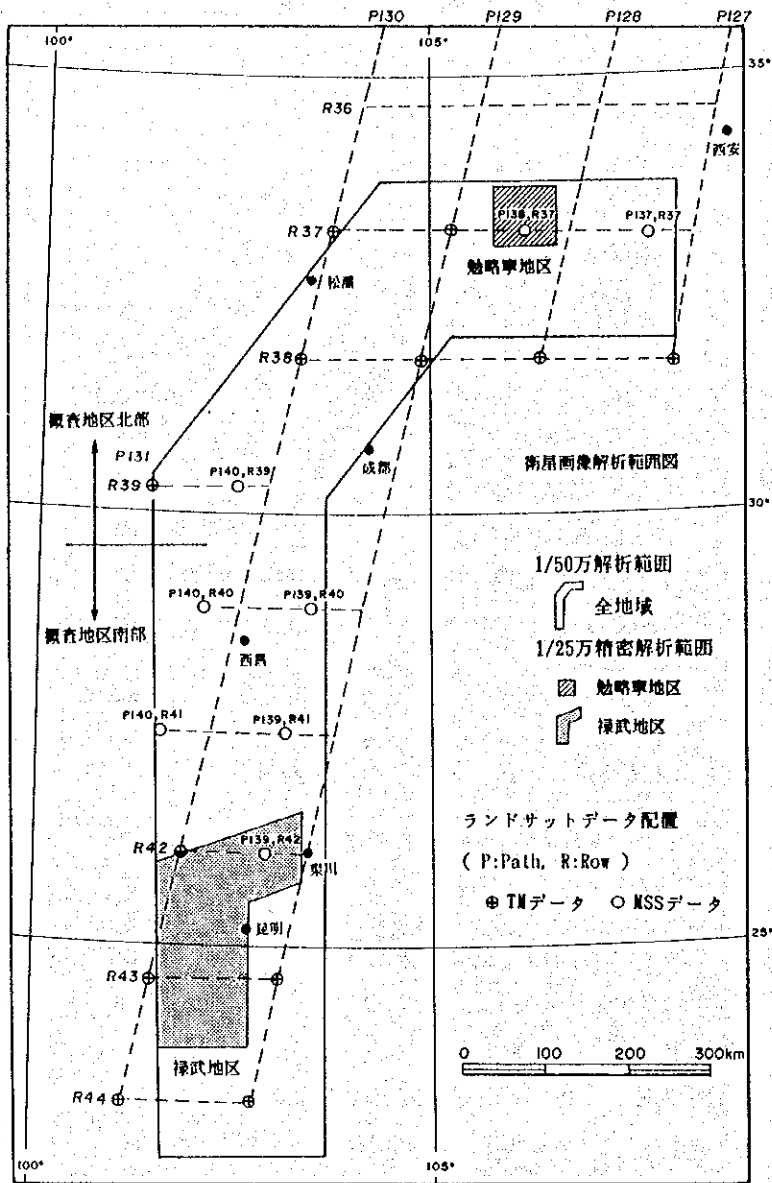 P130 P129 P128 P127
100° 105°
35°
R36
西安
P138,R37 P137,R37
R37
勉略寧地区
松潘
R38
観査地区北部
成都
衛星画像解析範囲図
P131
P140,R39
R39
30°
1/50万解析範囲
全地域
P140,R40 P139,R40
観査地区南部
西昌
1/25万精密解析範囲
勉略寧地区
禄武地区
P140,R41 P139,R41
ランドサットデータ配置
( P:Path, R:Row )
⊕ TMデータ ○ MSSデータ
R42
P139,R42
東川
昆明
25°
R43
0 100 200 300km
禄武地区
R44
100° 105°